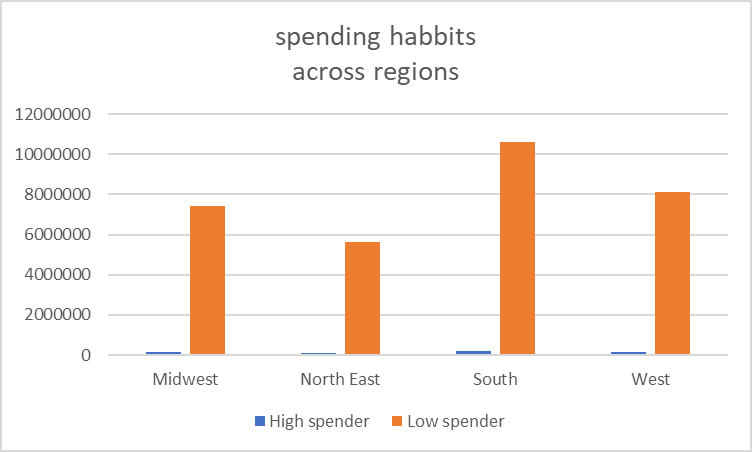 spending habbits
across regions
12000000
10000000
8000000
6000000
4000000
2000000
0
Midwest North East South West
High spender Low spender